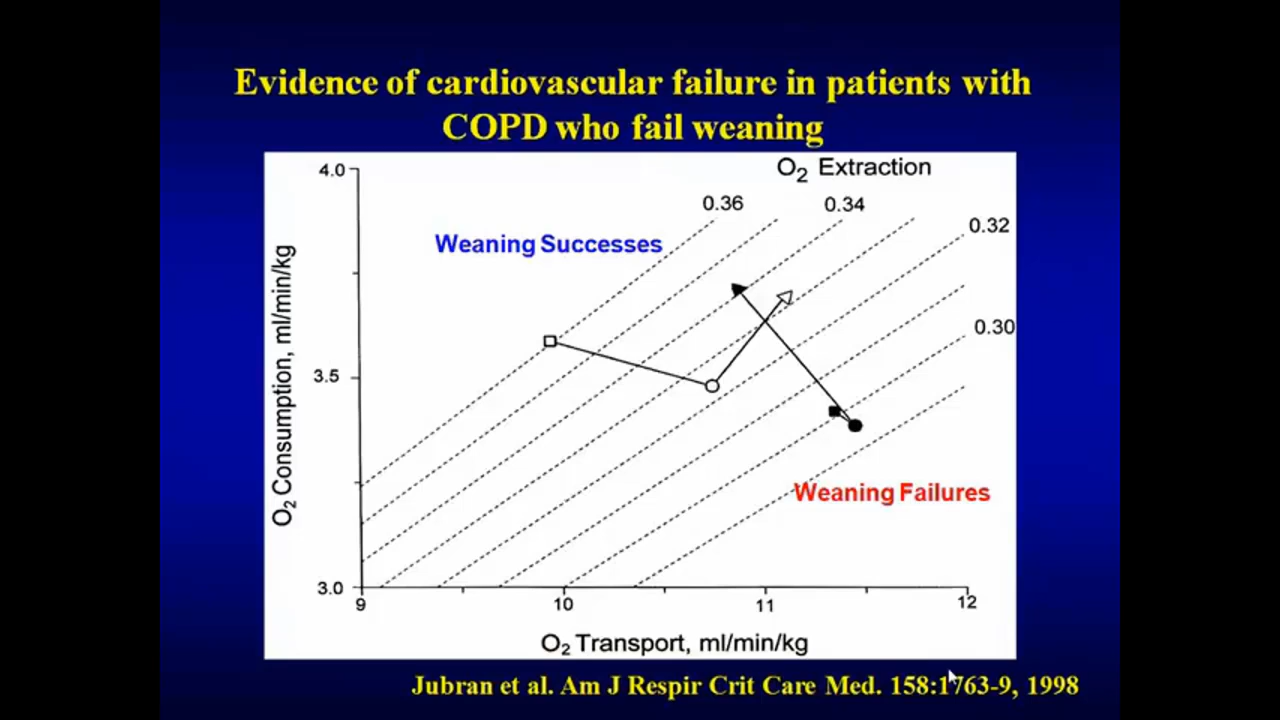 Evidence of cardiovascular failure in patients with
COPD who fail weaning
O2 Extraction
4.0
0.36
0.34
0.32
Weaning Successes
0.30
3.5
O2 Consumption, ml/min/kg
Weaning Failures
3.0
9
10
11
12
O2 Transport, ml/min/kg
Jubran et al. Am J Respir Crit Care Med. 158:1763-9, 1998